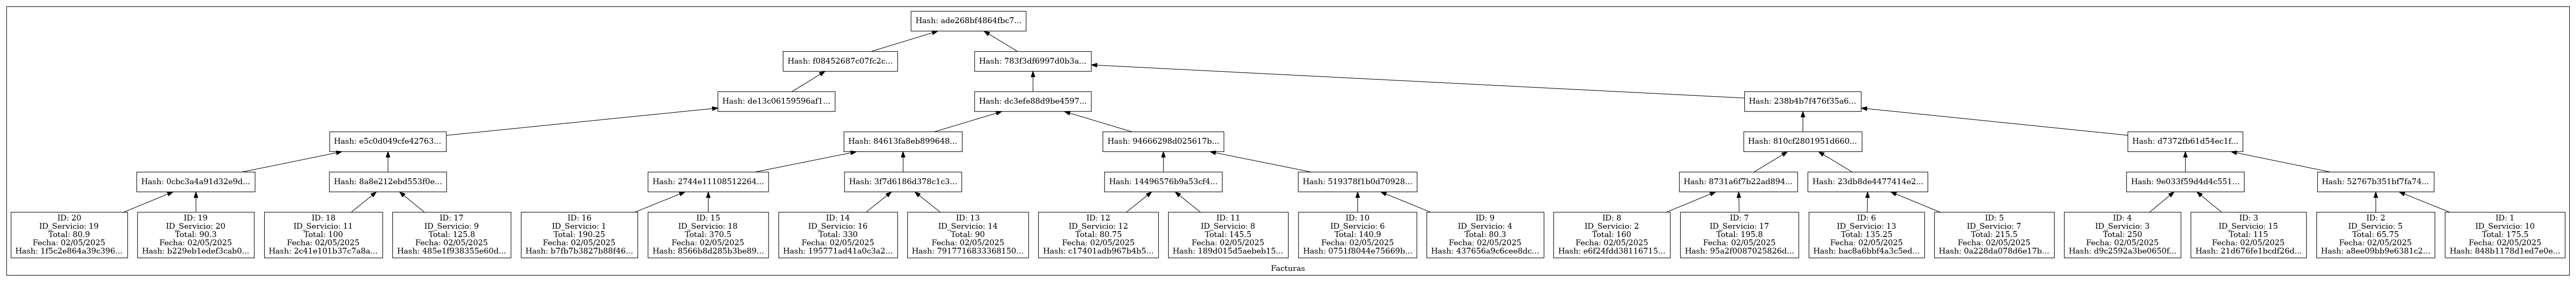 Hash: ade268bf4864fbc7...
Hash: f08452687c07fc2c...
Hash: 783f3df6997d0b3a...
Hash: de13c06159596af1...
Hash: dc3efe88d9be4597...
Hash: 238b4b7f476f35a6...
Hash: e5c0d049cfe42763...
Hash: 84613fa8eb899648...
Hash: 94666298d025617b...
Hash: 810cf2801951d660...
Hash: d7372fb61d54ec1f...
Hash: 0cbc3a4a91d32e9d...
Hash: 8a8e212ebd553f0e...
Hash: 2744e11108512264...
Hash: 3f7d6186d378c1c3...
Hash: 14496576b9a53cf4...
Hash: 519378f1b0d70928...
Hash: 8731a6f7b22ad894...
Hash: 23db8de4477414e2...
Hash: 9e033f59d4d4c551...
Hash: 52767b351bf7fa74...
ID: 20
ID_Servicio: 19
Total: 80.9
Fecha: 02/05/2025
Hash: 1f5c2e864a39c396...
ID: 19
ID_Servicio: 20
Total: 90.3
Fecha: 02/05/2025
Hash: b229eb1edef3cab0...
ID: 18
ID_Servicio: 11
Total: 100
Fecha: 02/05/2025
Hash: 2c41e101b37c7a8a...
ID: 17
ID_Servicio: 9
Total: 125.8
Fecha: 02/05/2025
Hash: 485e1f938355e60d...
ID: 16
ID_Servicio: 1
Total: 190.25
Fecha: 02/05/2025
Hash: b7fb7b3827b88f46...
ID: 15
ID_Servicio: 18
Total: 370.5
Fecha: 02/05/2025
Hash: 8566b8d285b3be89...
ID: 14
ID_Servicio: 16
Total: 330
Fecha: 02/05/2025
Hash: 195771ad41a0c3a2...
ID: 13
ID_Servicio: 14
Total: 90
Fecha: 02/05/2025
Hash: 7917716833368150...
ID: 12
ID_Servicio: 12
Total: 80.75
Fecha: 02/05/2025
Hash: c17401adb967b4b5...
ID: 11
ID_Servicio: 8
Total: 145.5
Fecha: 02/05/2025
Hash: 189d015d5aebeb15...
ID: 10
ID_Servicio: 6
Total: 140.9
Fecha: 02/05/2025
Hash: 0751f8044e75669b...
ID: 9
ID_Servicio: 4
Total: 80.3
Fecha: 02/05/2025
Hash: 437656a9c6cee8dc...
ID: 8
ID_Servicio: 2
Total: 160
Fecha: 02/05/2025
Hash: e6f24fdd38116715...
ID: 7
ID_Servicio: 17
Total: 195.8
Fecha: 02/05/2025
Hash: 95a2f0087025826d...
ID: 6
ID_Servicio: 13
Total: 135.25
Fecha: 02/05/2025
Hash: bac8a6bbf4a3c5ed...
ID: 5
ID_Servicio: 7
Total: 215.5
Fecha: 02/05/2025
Hash: 0a228da078d6e17b...
ID: 4
ID_Servicio: 3
Total: 250
Fecha: 02/05/2025
Hash: d9c2592a3be0650f...
ID: 3
ID_Servicio: 15
Total: 115
Fecha: 02/05/2025
Hash: 21d676fe1bcdf26d...
ID: 2
ID_Servicio: 5
Total: 65.75
Fecha: 02/05/2025
Hash: a8ee09bb9e6381c2...
ID: 1
ID_Servicio: 10
Total: 175.5
Fecha: 02/05/2025
Hash: 848b1178d1ed7e0e...
Facturas